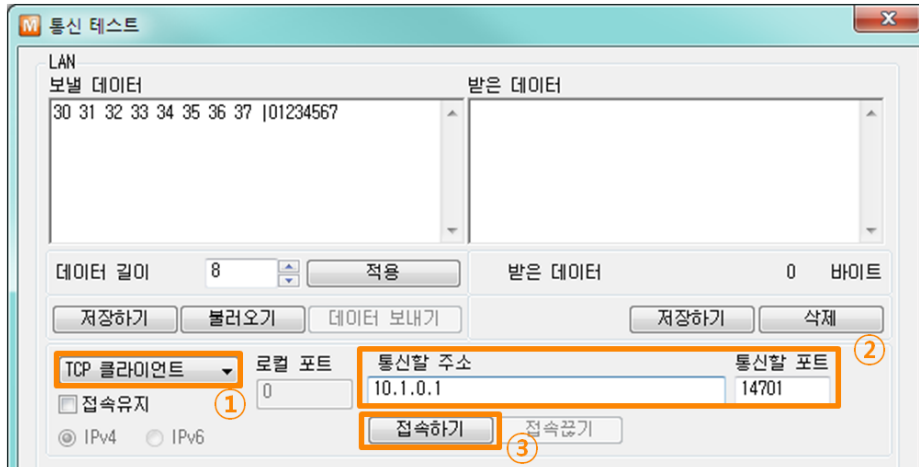 M 통신 테스트
LAN
보낼 데이터
받은 데이터
30 31 32 33 34 35 36 37 |01234567
데이터 길이 8 적용
받은 데이터 0 바이트
저장하기 불러오기 데이터 보내기
저장하기 삭제
②
TCP 클라이언트
로컬 포트
통신할 주소
통신할 포트
0
10.1.0.1
14701
①
접속유지
접속하기
접속끊기
③
IPv4 IPv6